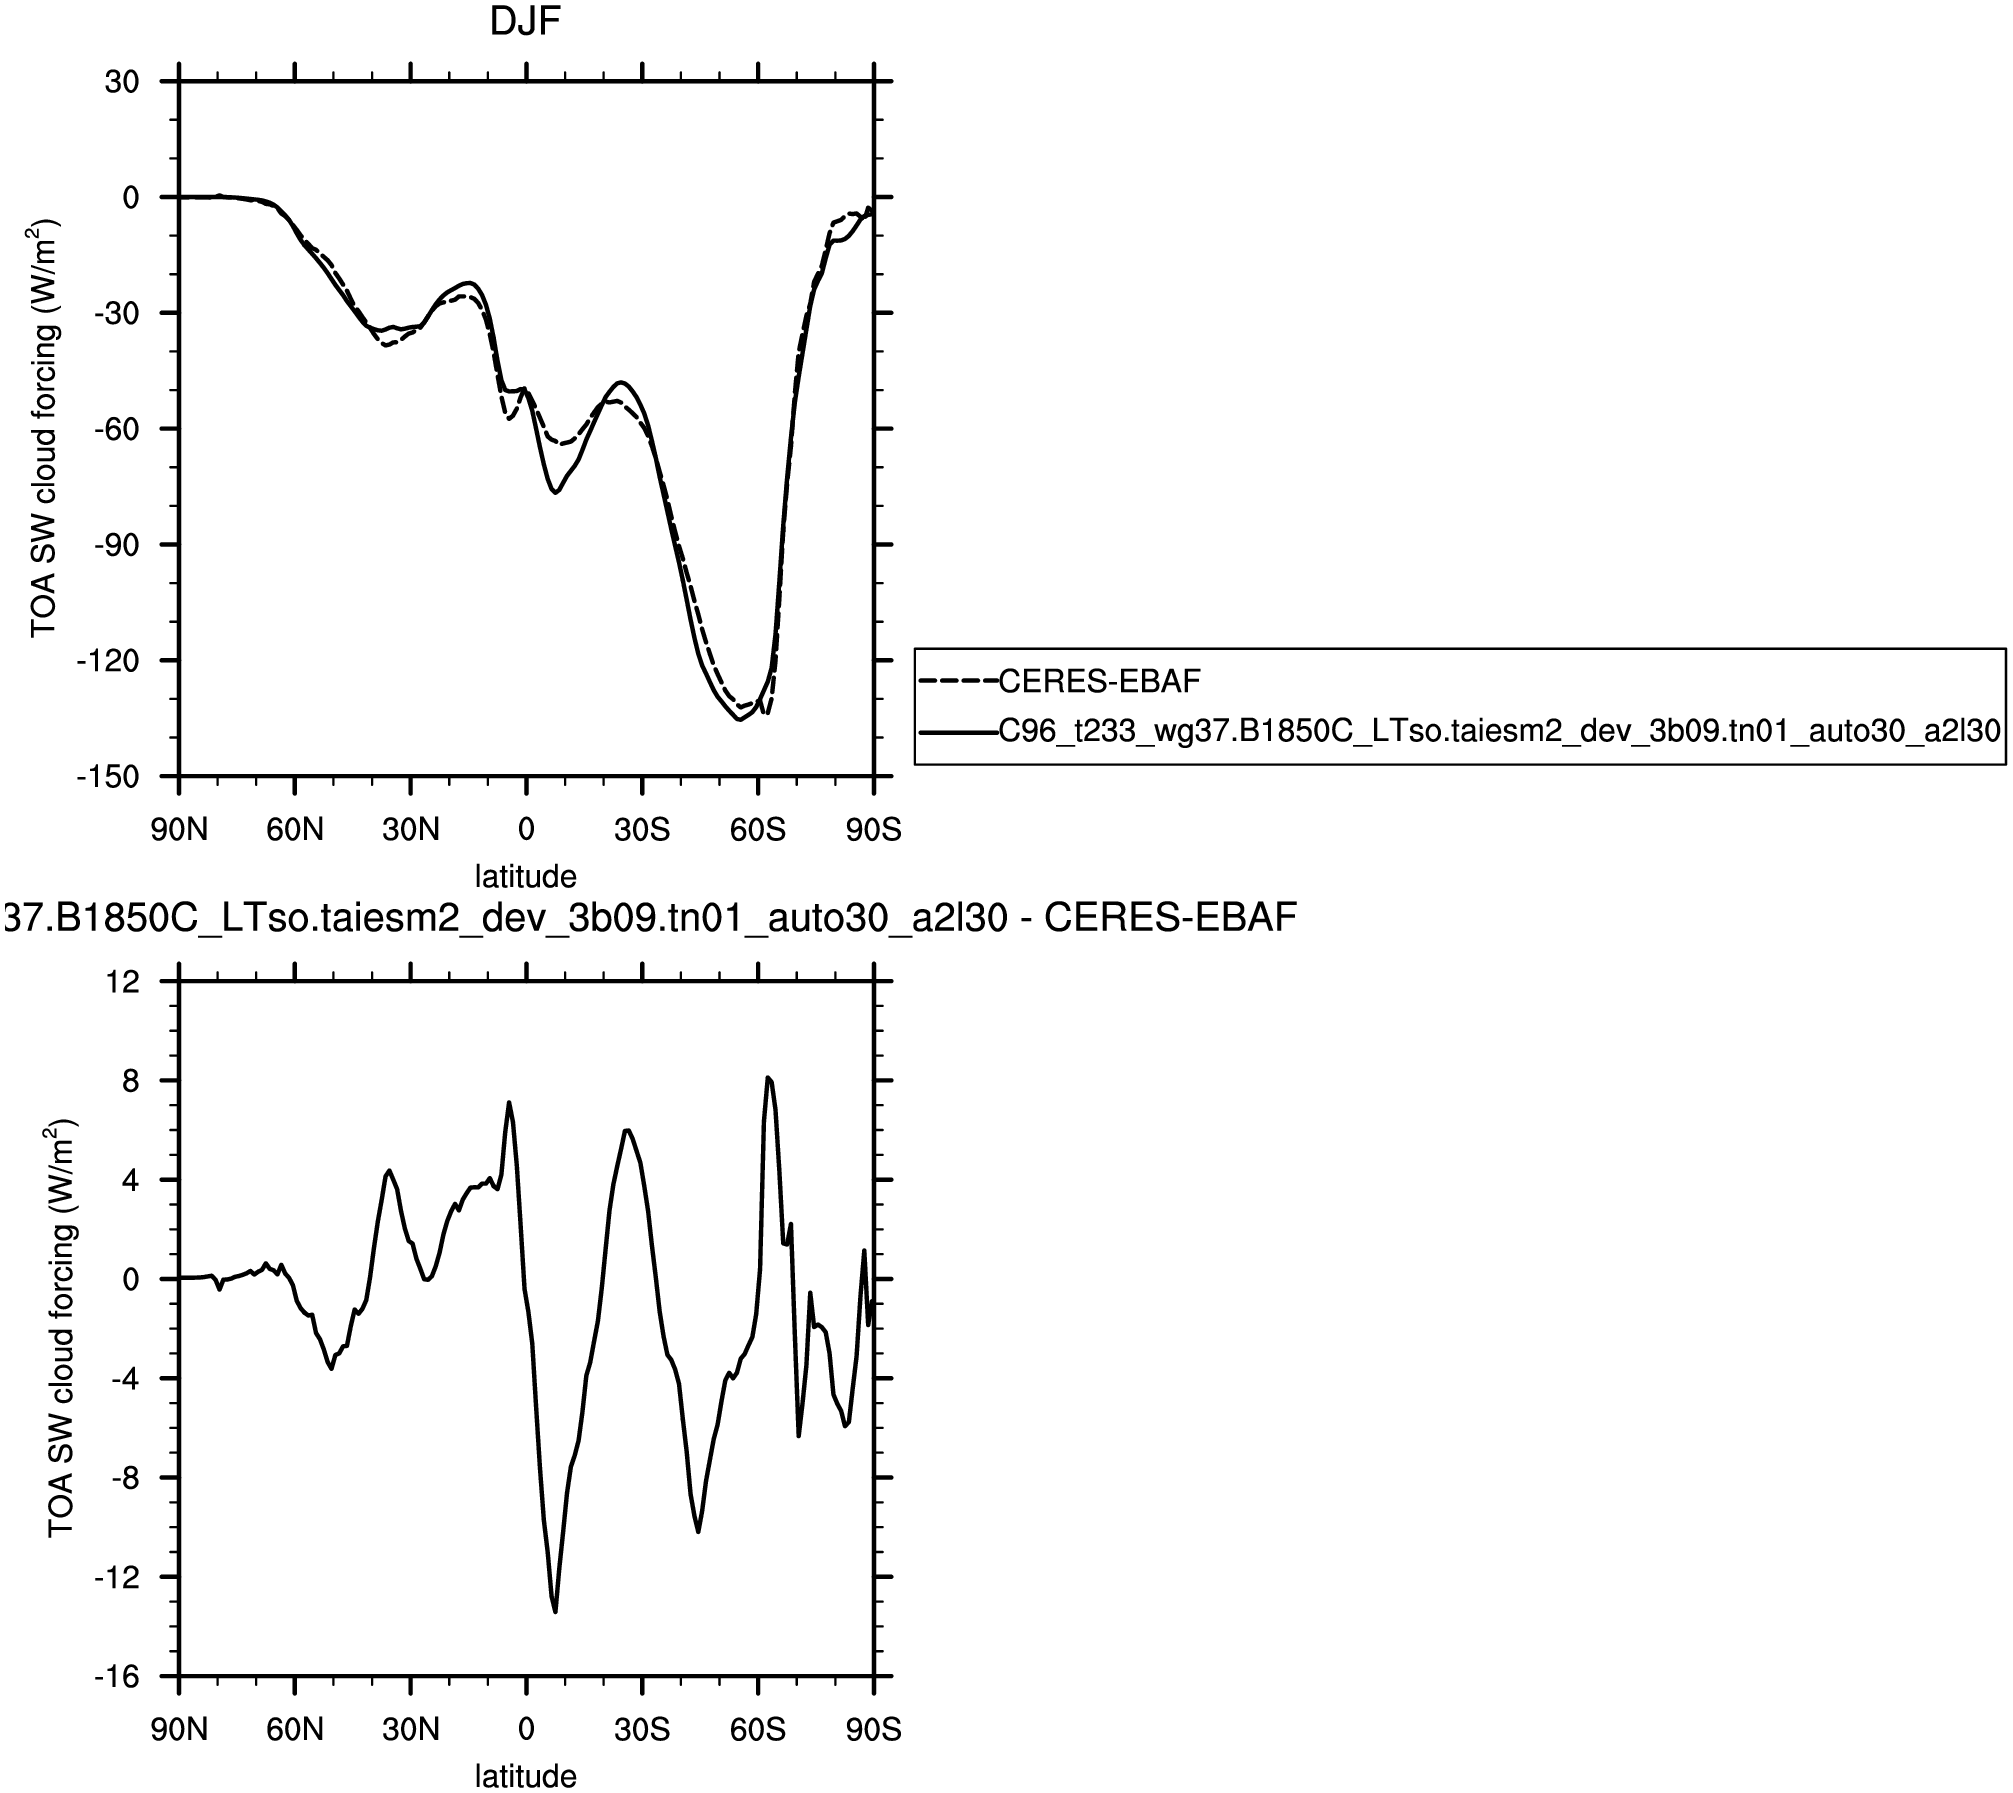 DJF
30
0
-30
-60
-90
-120
-150
TOA SW cloud forcing (W/m²)
90N 60N 30N 0 30S 60S 90S
latitude
CERES-EBAF
C96_t233_wg37.B1850C_LTso.taiesm2_dev_3b09.tn01_auto30_a2l30
37.B1850C_LTso.taiesm2_dev_3b09.tn01_auto30_a2l30 - CERES-EBAF
12
8
4
0
-4
-8
-12
-16
TOA SW cloud forcing (W/m²)
90N 60N 30N 0 30S 60S 90S
latitude